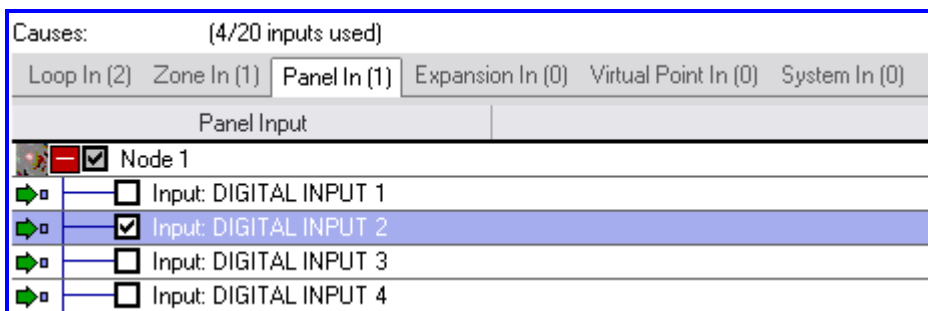 Causes: (4/20 inputs used)
Loop In (2) Zone In (1) Panel In (1) Expansion In (0) Virtual Point In (0) System In (0)
Panel Input
Node 1
Input: DIGITAL INPUT 1
Input: DIGITAL INPUT 2
Input: DIGITAL INPUT 3
Input: DIGITAL INPUT 4